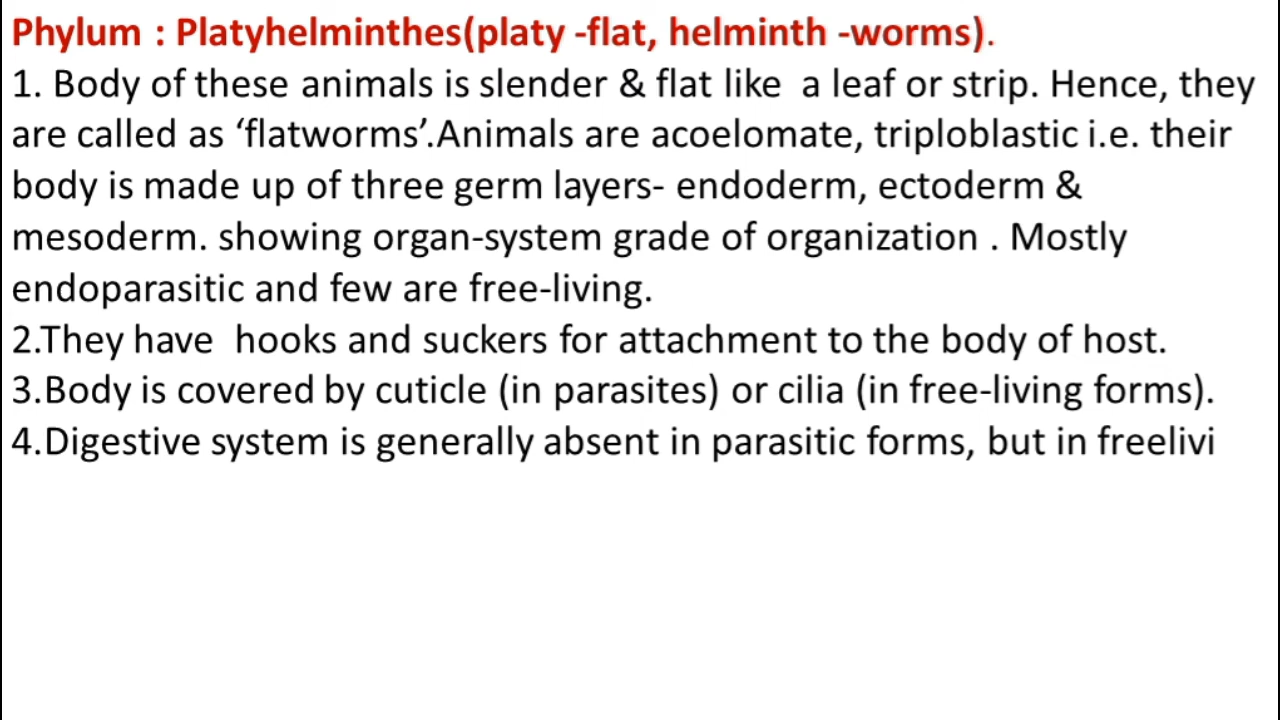 Phylum : Platyhelminthes(platy -flat, helminth -worms).
1. Body of these animals is slender & flat like  a leaf or strip. Hence, they
are called as ‘flatworms’.Animals are acoelomate, triploblastic i.e. their
body is made up of three germ layers- endoderm, ectoderm &
mesoderm. showing organ-system grade of organization . Mostly
endoparasitic and few are free-living.
2.They have  hooks and suckers for attachment to the body of host.
3.Body is covered by cuticle (in parasites) or cilia (in free-living forms).
4.Digestive system is generally absent in parasitic forms, but in freelivi